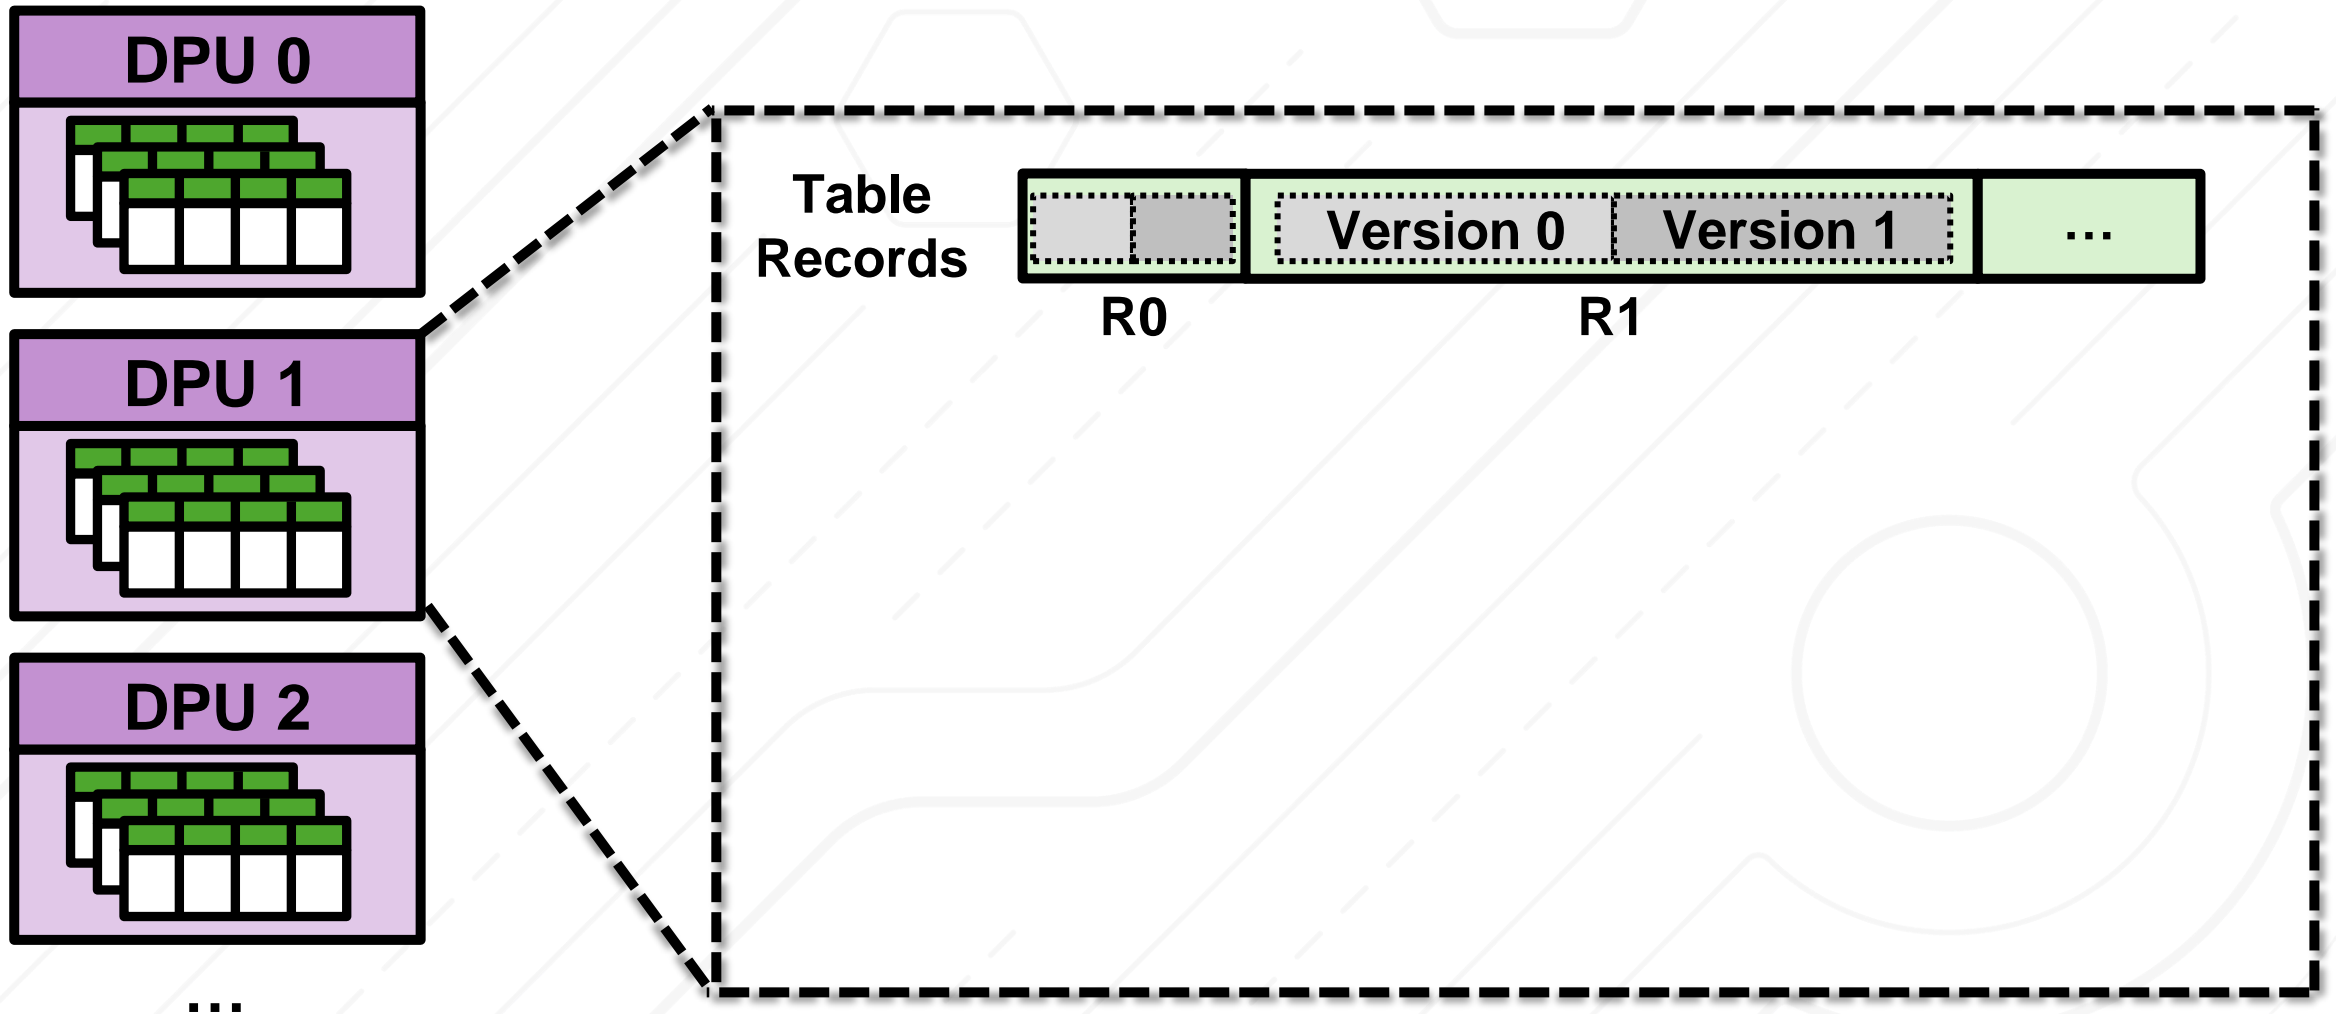 DPU 0
DPU 1
DPU 2
...
Table
Records
Version 0
Version 1
...
R0
R1